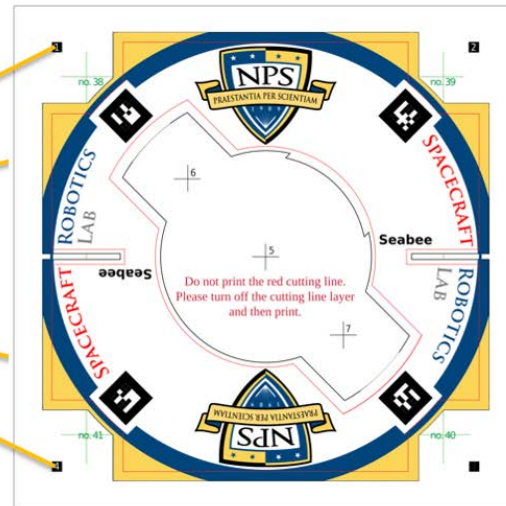 1
2
no. 38
no. 39
NPS
PRAESTANTIA PER SCIENTIAM
1909
ROBOTICS
LAB
SPACECRAFT
6
5
Seabee
Seabee
Do not print the red cutting line.
Please turn off the cutting line layer
and then print.
SPACECRAFT
ROBOTICS
LAB
7
NPS
PRAESTANTIA PER SCIENTIAM
no. 41
no. 40
4